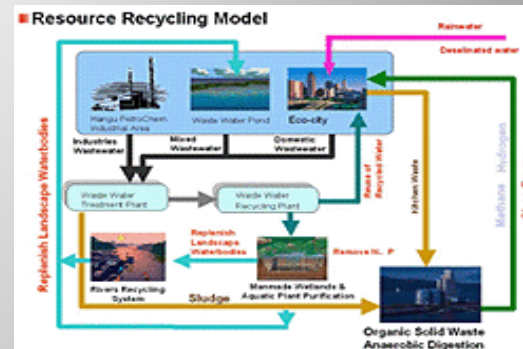 Resource Recycling Model
Rainwater
Desalinated water
Hangu PetroChem
Industrial Area
Waste Water Pond
Eco-city
Industries
Wastewater
Mixed
Wastewater
Domestic
Wastewater
Waste Water
Treatment Plant
Waste Water
Recycling Plant
Reuse of
Recycled Water
Kitchen Waste
Methane Hydrogen
Replenish Landscape Waterbodies
Replenish
Landscape
Waterbodies
Remove N, P
Rivers Recycling
System
Manmade Wetlands &
Aquatic Plant Purification
Sludge
Organic Solid Waste
Anaerobic Digestion